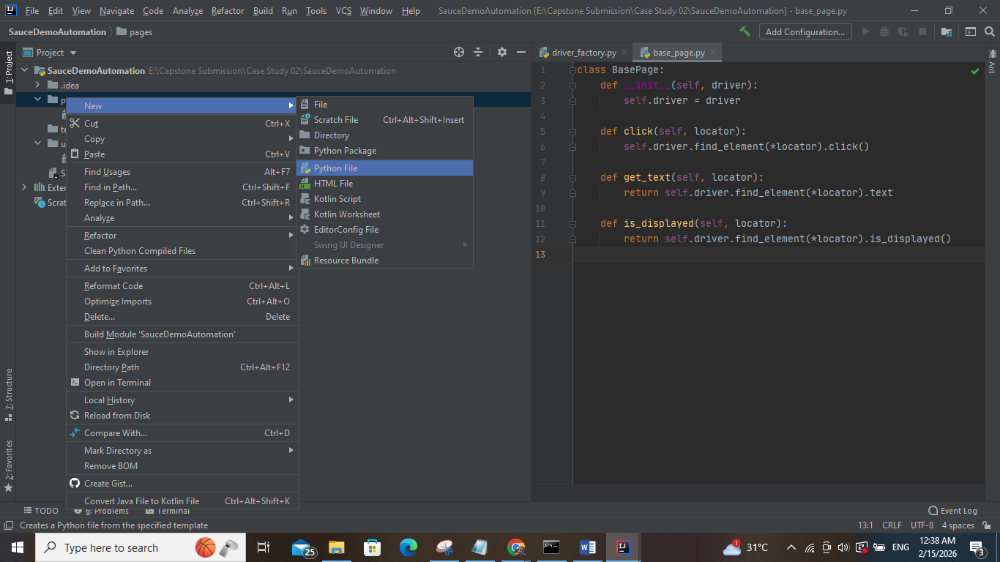 File Edit View Navigate Code Analyze Refactor Build Run Tools VCS Window Help SauceDemoAutomation [E:\Capstone Submission\Case Study 02\SauceDemoAutomation] - base_page.py
SauceDemoAutomation pages Add Configuration...
Project
driver_factory.py base_page.py
1: Project
SauceDemoAutomation E:\Capstone Submission\Case Study 02\SauceDemoAutomation
.idea
p
te
u
S
Exter
Scrat
7: Structure
2: Favorites
New
Cut Ctrl+X
Copy
Paste Ctrl+V
Find Usages Alt+F7
Find in Path... Ctrl+Shift+F
Replace in Path... Ctrl+Shift+R
Analyze
Refactor
Clean Python Compiled Files
Add to Favorites
Reformat Code Ctrl+Alt+L
Optimize Imports Ctrl+Alt+O
Delete... Delete
Build Module 'SauceDemoAutomation'
Show in Explorer
Directory Path Ctrl+Alt+F12
Open in Terminal
Local History
Reload from Disk
Compare With... Ctrl+D
Mark Directory as
Remove BOM
Create Gist...
Convert Java File to Kotlin File Ctrl+Alt+Shift+K
File
Scratch File Ctrl+Alt+Shift+Insert
Directory
Python Package
Python File
HTML File
Kotlin Script
Kotlin Worksheet
EditorConfig File
Swing UI Designer
Resource Bundle
1 class BasePage:
2 def __init__(self, driver):
3 self.driver = driver
4
5 def click(self, locator):
6 self.driver.find_element(*locator).click()
7
8 def get_text(self, locator):
9 return self.driver.find_element(*locator).text
10
11 def is_displayed(self, locator):
12 return self.driver.find_element(*locator).is_displayed()
13
Ant
TODO 6: Problems Terminal Event Log
Creates a Python file from the specified template 13:1 CRLF UTF-8 4 spaces
Type here to search 25 1 31°C ENG 12:38 AM
2/15/2026 3